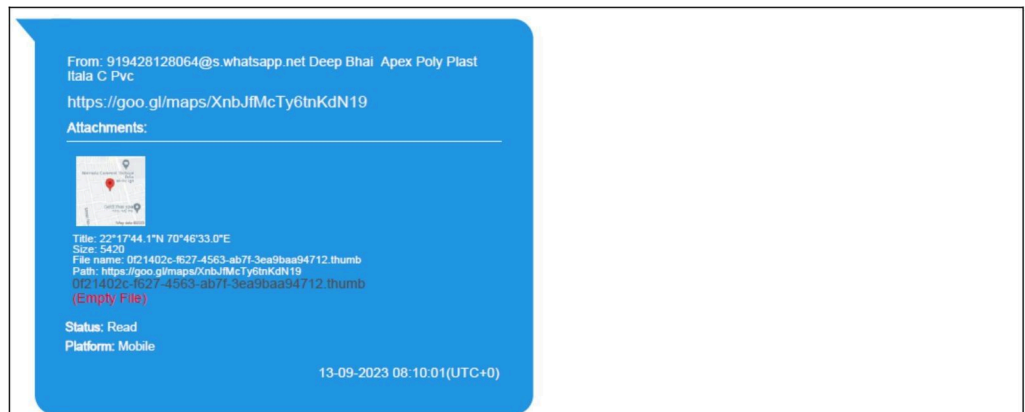 From: 919428128064@s.whatsapp.net Deep Bhai Apex Poly Plast
Itala C Pvc
https://goo.gl/maps/XnbJfMcTy6tnKdN19
Attachments:
Title: 22°17'44.1"N 70°46'33.0"E
Size: 5420
File name: 0f21402c-f627-4563-ab7f-3ea9baa94712.thumb
Path: https://goo.gl/maps/XnbJfMcTy6tnKdN19
0f21402c-f627-4563-ab7f-3ea9baa94712.thumb
(Empty File)
Status: Read
Platform: Mobile
13-09-2023 08:10:01(UTC+0)